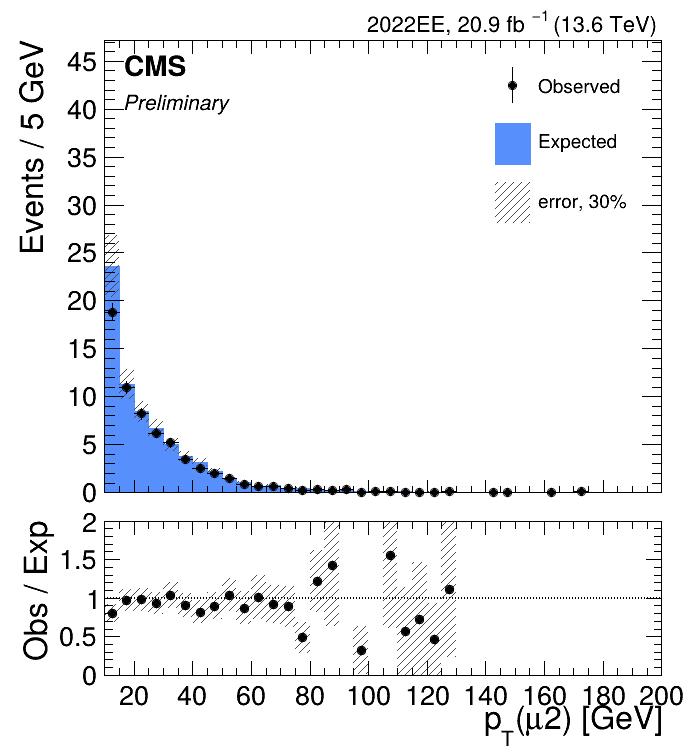 2022EE, 20.9 fb⁻¹ (13.6 TeV)
CMS
Preliminary
Observed
Expected
error, 30%
Events / 5 GeV
45
40
35
30
25
20
15
10
5
0
Obs / Exp
2
1.5
1
0.5
0
20 40 60 80 100 120 140 160 180 200
p_T(μ2) [GeV]